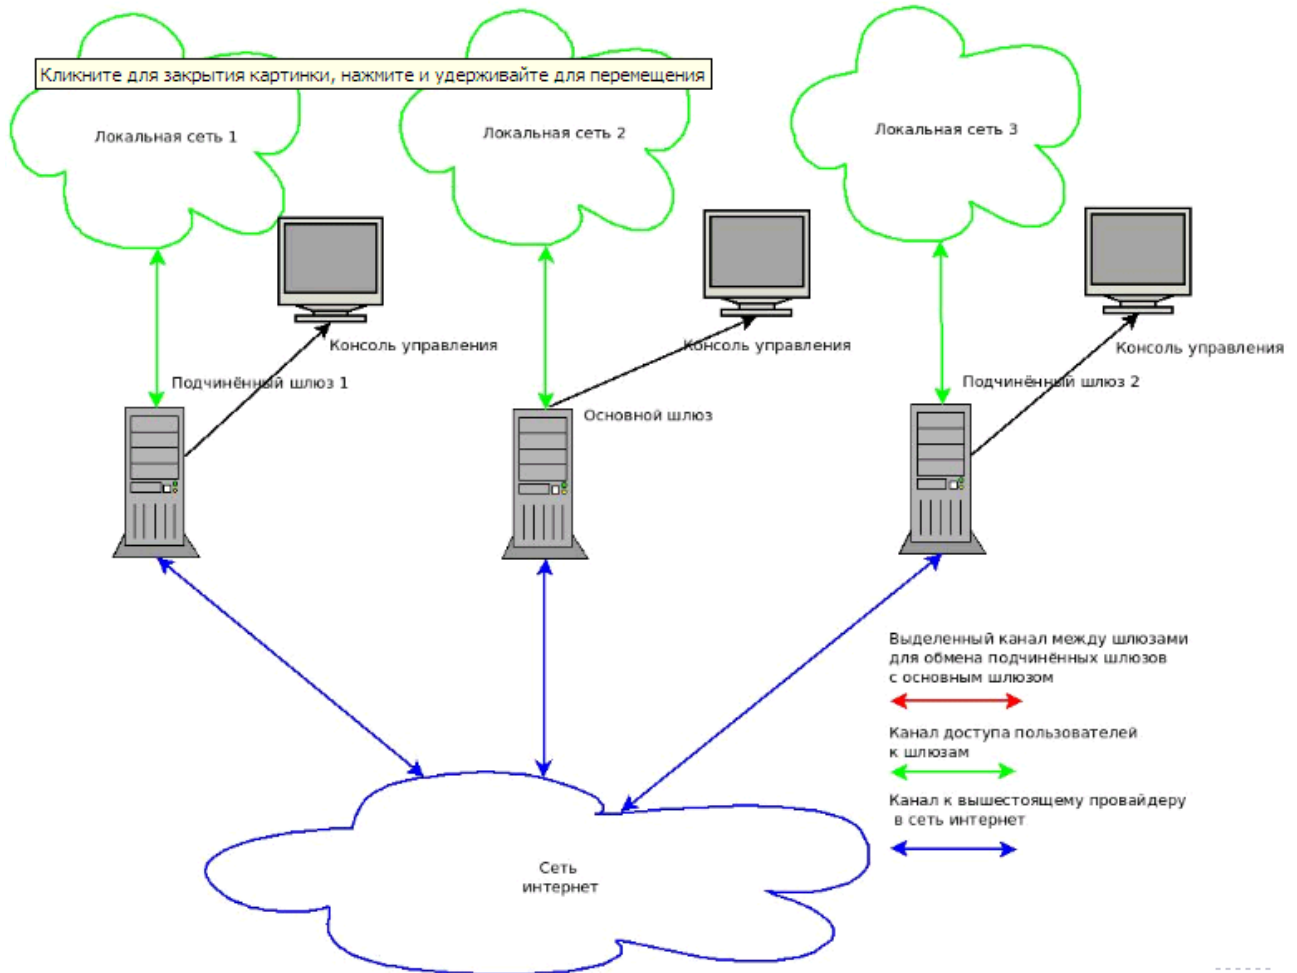 Кликните для закрытия картинки, нажмите и удерживайте для перемещения
Локальная сеть 1
Локальная сеть 2
Локальная сеть 3
Консоль управления
Консоль управления
Консоль управления
Подчинённый шлюз 1
Основной шлюз
Подчинённый шлюз 2
Выделенный канал между шлюзами
для обмена подчинённых шлюзов
с основным шлюзом
Канал доступа пользователей
к шлюзам
Канал к вышестоящему провайдеру
в сеть интернет
Сеть
интернет